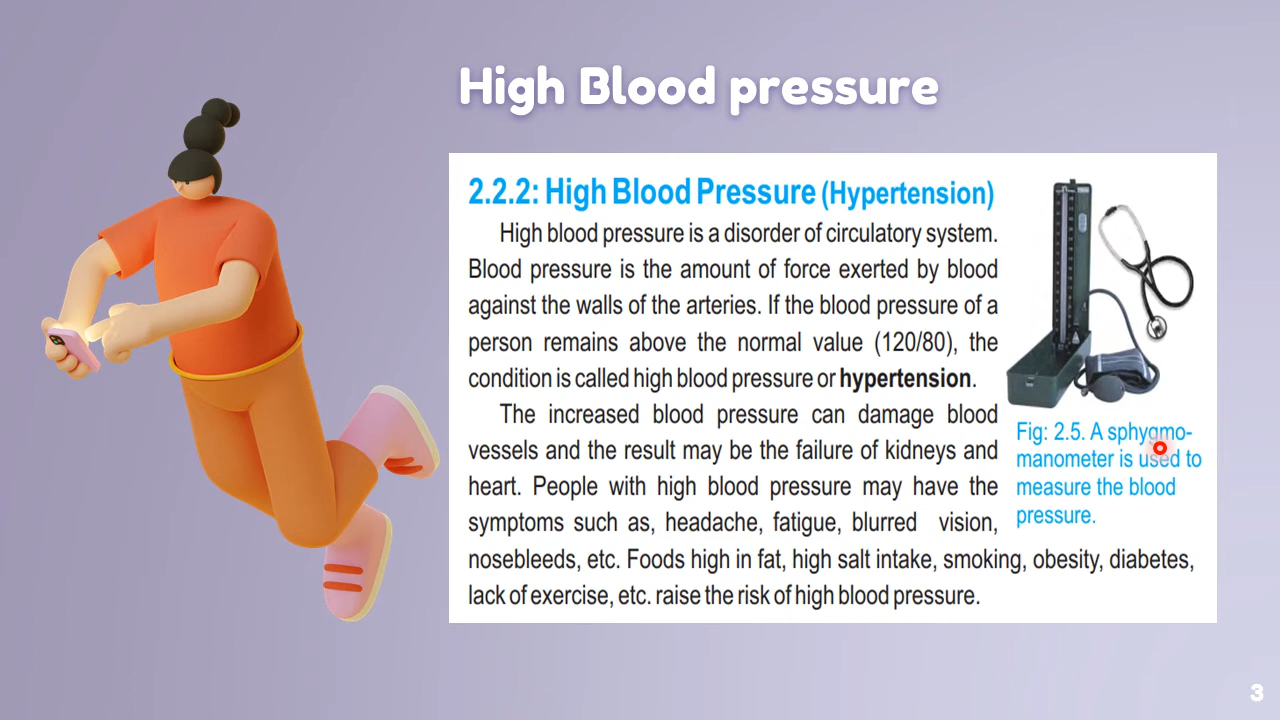 High Blood pressure
2.2.2: High Blood Pressure (Hypertension)
High blood pressure is a disorder of circulatory system.
Blood pressure is the amount of force exerted by blood
against the walls of the arteries. If the blood pressure of a
person remains above the normal value (120/80), the
condition is called high blood pressure or hypertension.
The increased blood pressure can damage blood
vessels and the result may be the failure of kidneys and
heart. People with high blood pressure may have the
symptoms such as, headache, fatigue, blurred vision,
nosebleeds, etc. Foods high in fat, high salt intake, smoking, obesity, diabetes,
lack of exercise, etc. raise the risk of high blood pressure.
Fig: 2.5. A sphygmo-
manometer is used to
measure the blood
pressure.
3